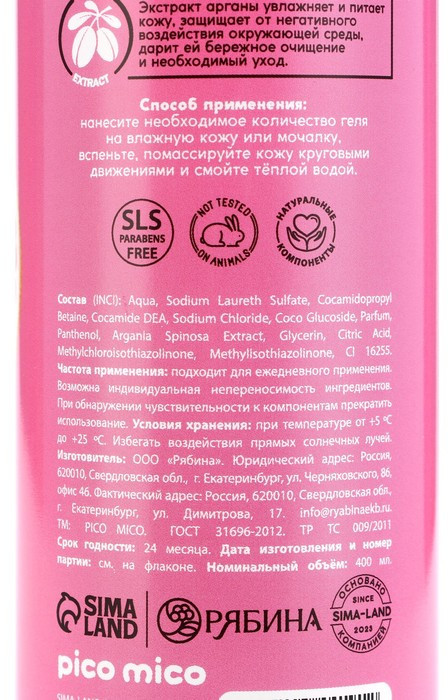 Экстракт арганы увлажняет и питает
кожу, защищает от негативного
воздействия окружающей среды,
дарит ей бережное очищение
и необходимый уход.
EXTRACT
Способ применения:
нанесите необходимое количество геля
на влажную кожу или мочалку,
вспеньте, помассируйте кожу круговыми
движениями и смойте тёплой водой.
SLS
PARABENS
FREE
NOT TESTED
ON ANIMALS
НАТУРАЛЬНЫЕ
КОМПОНЕНТЫ
Состав (INCI): Aqua, Sodium Laureth Sulfate, Cocamidopropyl
Betaine, Cocamide DEA, Sodium Chloride, Coco Glucoside, Parfum,
Panthenol, Argania Spinosa Extract, Glycerin, Citric Acid,
Methylchloroisothiazolinone, Methylisothiazolinone, CI 16255.
Частота применения: подходит для ежедневного применения.
Возможна индивидуальная непереносимость ингредиентов.
При обнаружении чувствительности к компонентам прекратить
использование. Условия хранения: при температуре от +5 ºС
до +25 ºС. Избегать воздействия прямых солнечных лучей.
Изготовитель: ООО «Рябина». Юридический адрес: Россия,
620010, Свердловская обл., г. Екатеринбург, ул. Черняховского, 86,
офис 46. Фактический адрес: Россия, 620010, Свердловская обл.,
г. Екатеринбург, ул. Димитрова, 17. info@ryabinaekb.ru.
ТМ: PICO MICO. ГОСТ 31696-2012. ТР ТС 009/2011
Срок годности: 24 месяца. Дата изготовления и номер
партии: см. на флаконе. Номинальный объём: 400 мл.
SIMA
LAND
РЯБИНА
ОСНОВАНО
SINCE
SIMA-LAND
2023
КОМПАНИЕЙ
pico mico